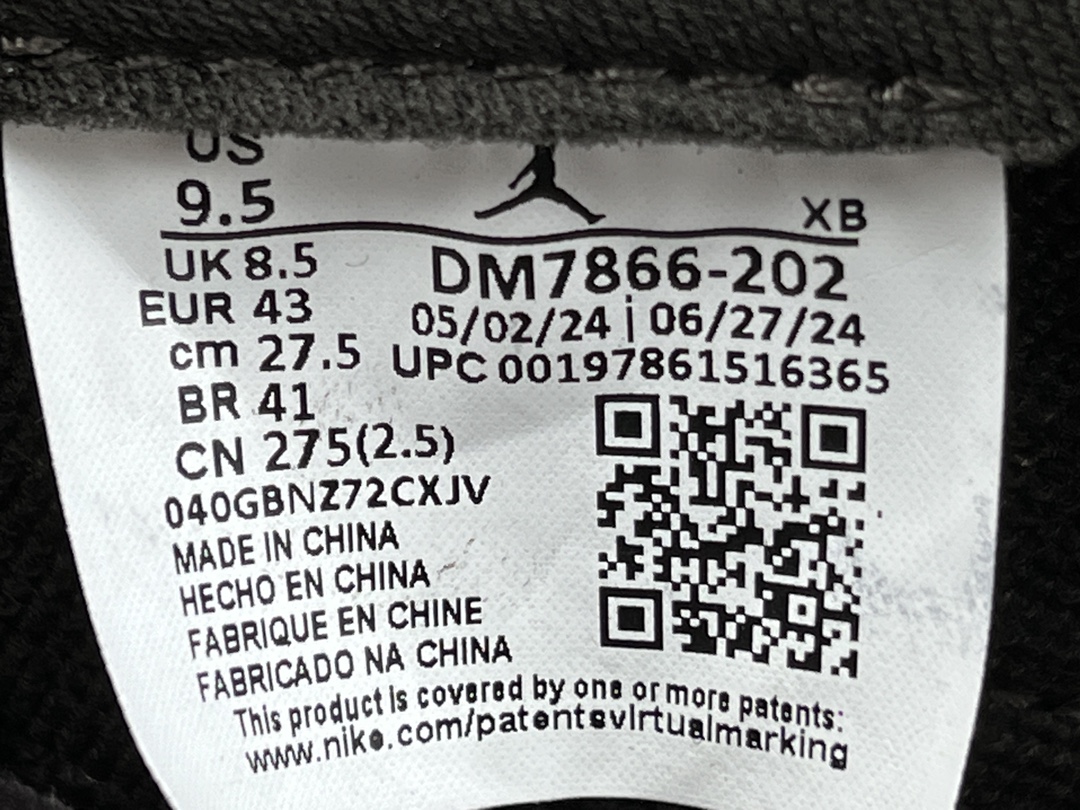 US
9.5
XB
UK 8.5
DM7866-202
EUR 43
05/02/24 | 06/27/24
cm 27.5
UPC 00197861516365
BR 41
CN 275(2.5)
040GBNZ72CXJV
MADE IN CHINA
HECHO EN CHINA
FABRIQUE EN CHINE
FABRICADO NA CHINA
This product is covered by one or more patents:
www.nike.com/patentsvirtualmarking